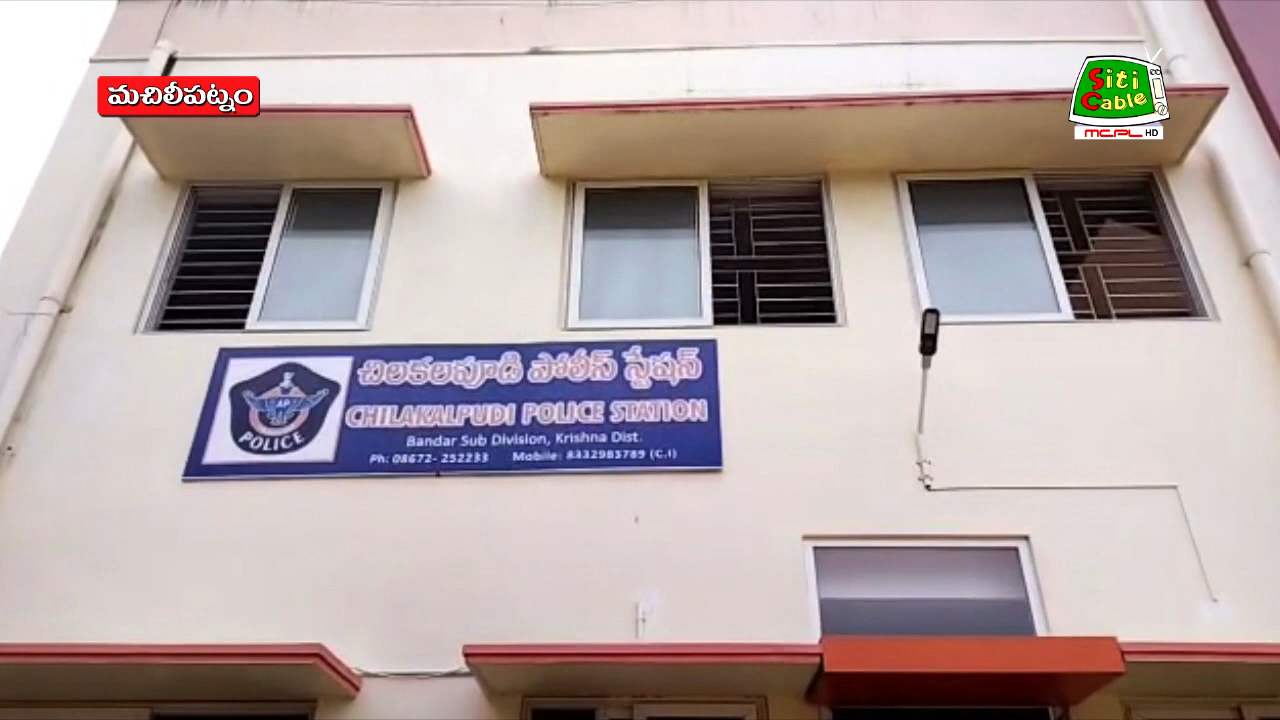 మచిలీపట్నం
Siti
Cable
MCPL HD
చిలకలపూడి పోలీస్ స్టేషన్
CHILAKALPUDI POLICE STATION
Bandar Sub Division, Krishna Dist.
Ph: 08672- 252233 Mobile: 8332983789 (C.I)
AP
POLICE